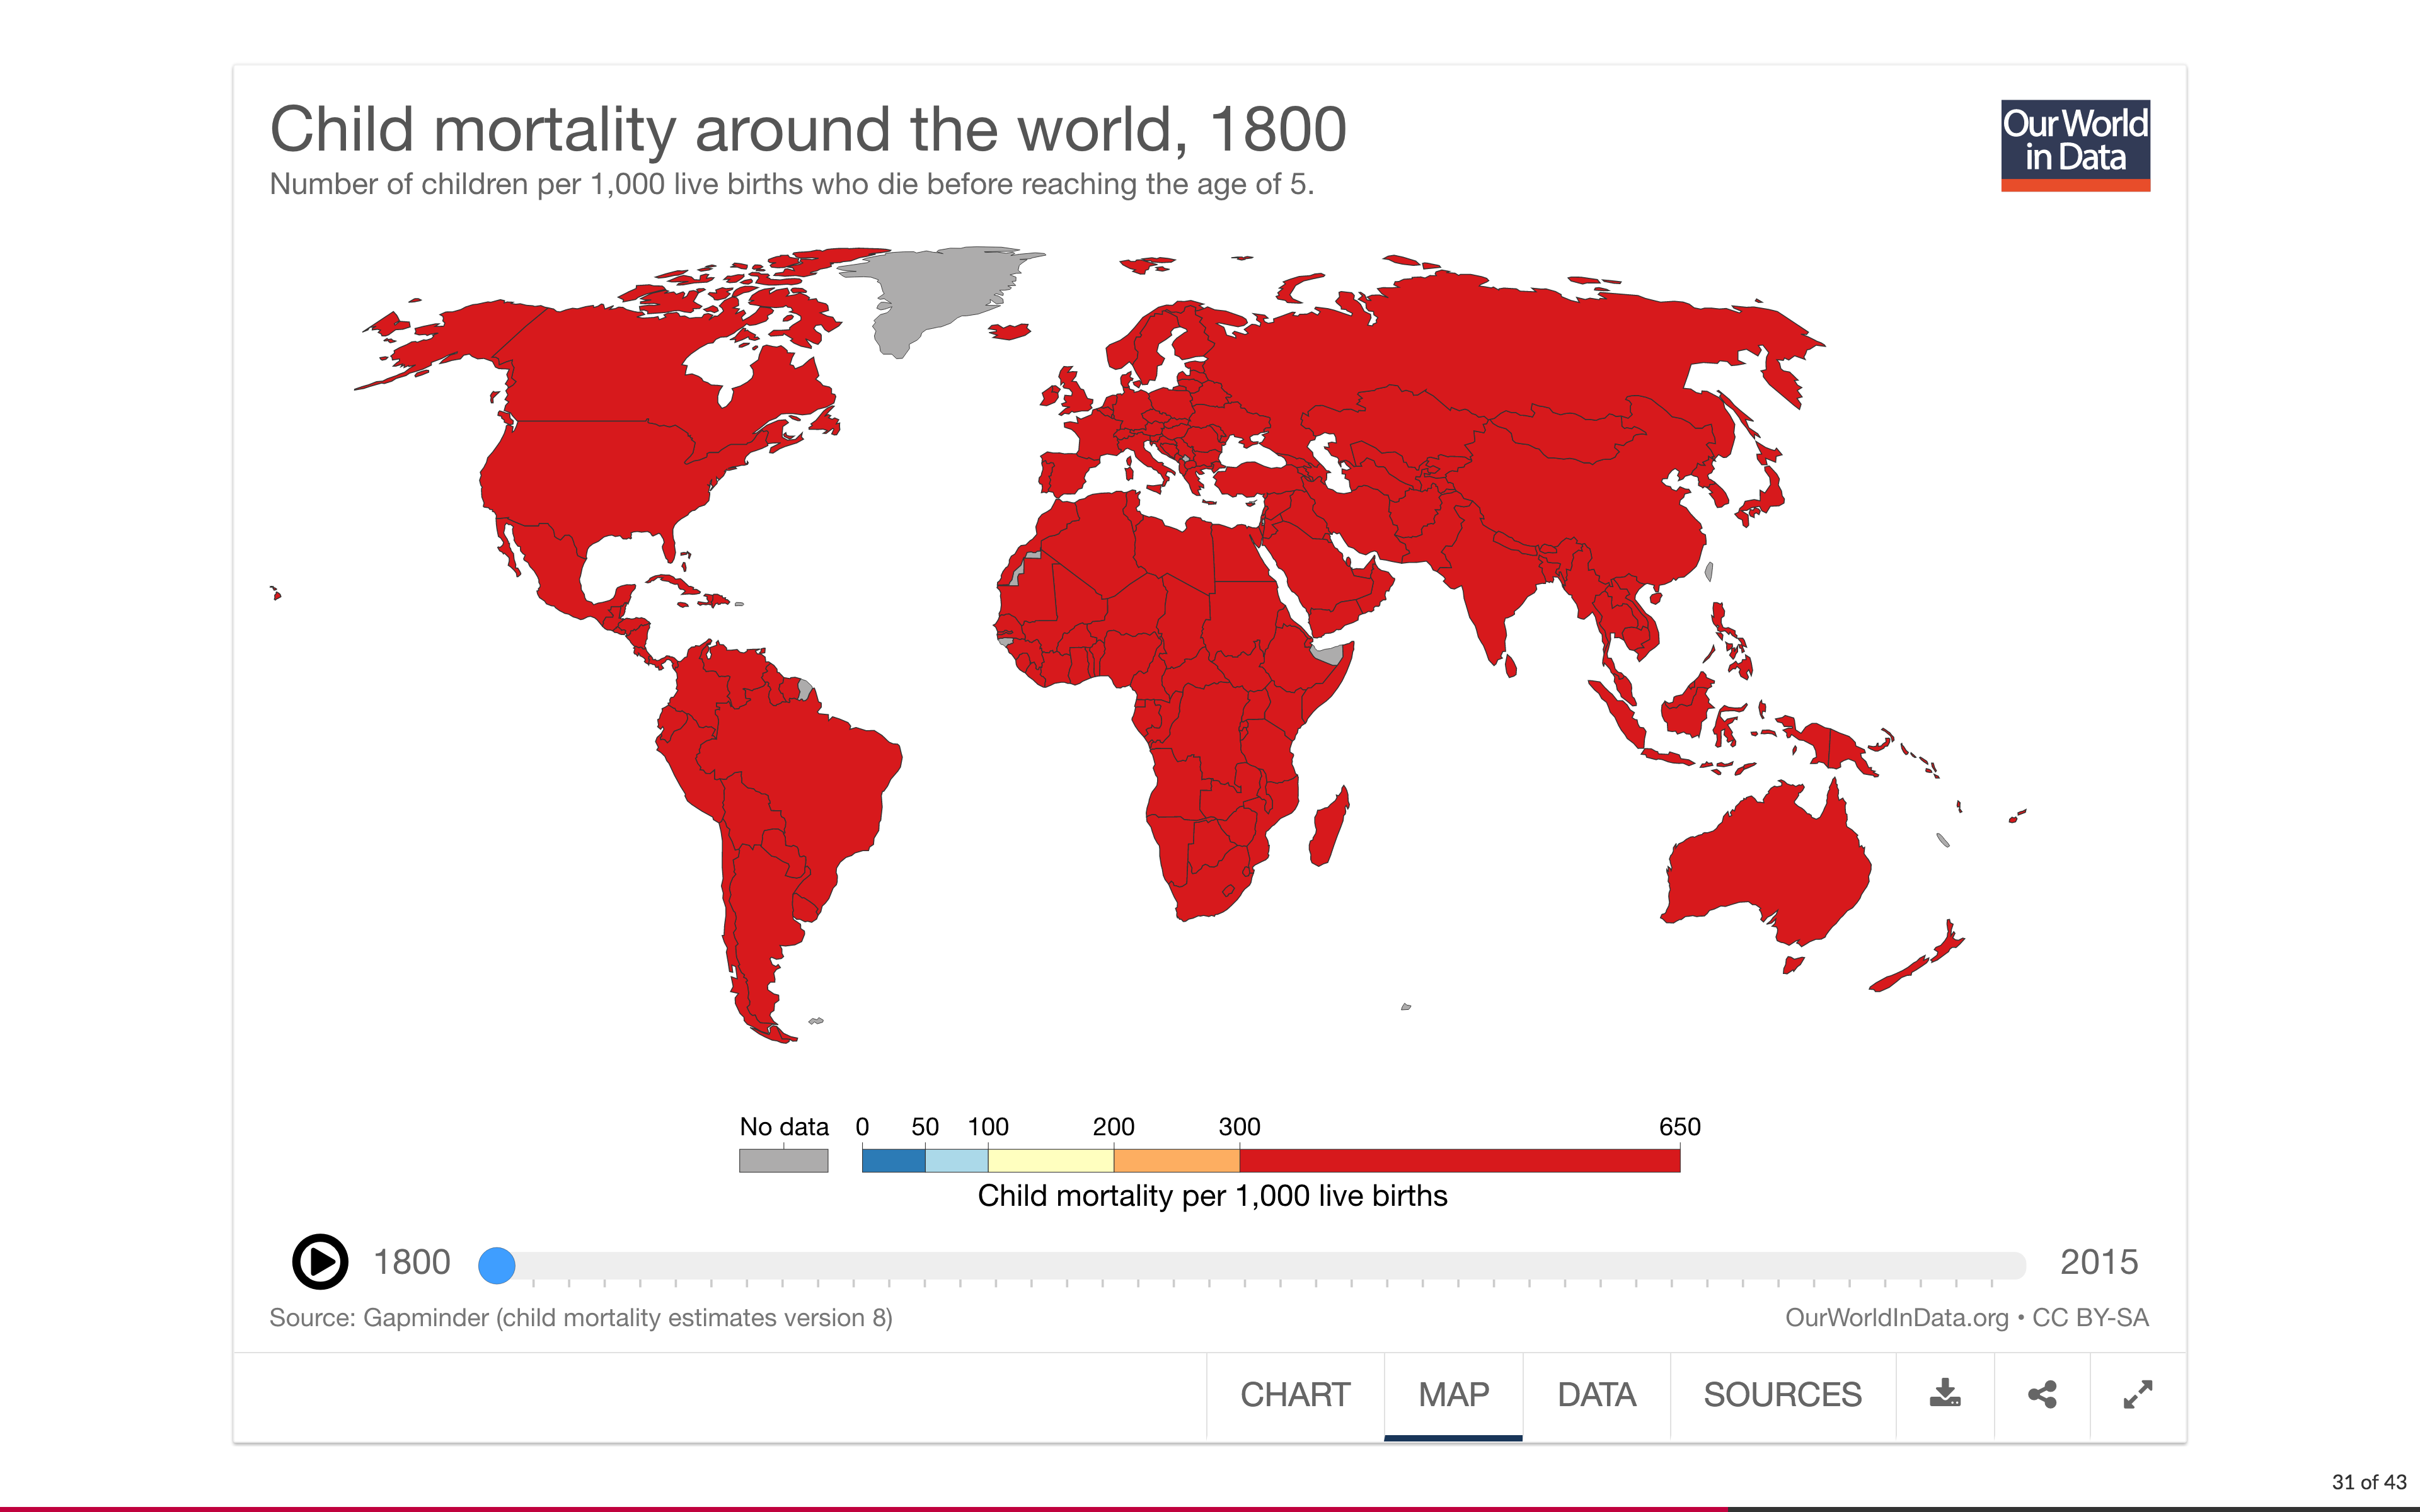 Child mortality around the world, 1800
Number of children per 1,000 live births who die before reaching the age of 5.
Our World
in Data
No data 0 50 100 200 300 650
Child mortality per 1,000 live births
1800 2015
Source: Gapminder (child mortality estimates version 8) OurWorldInData.org • CC BY-SA
CHART MAP DATA SOURCES
31 of 43